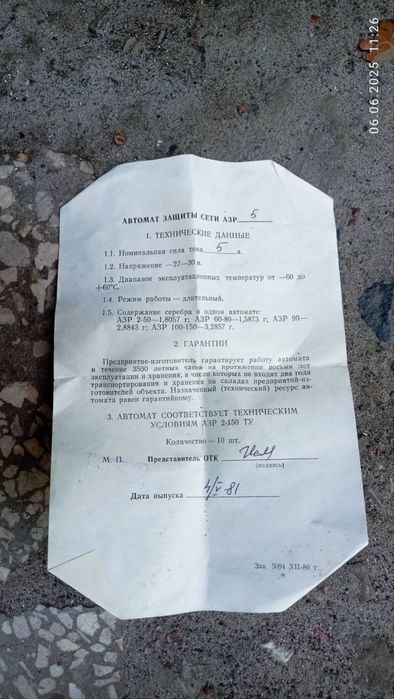 06.06.2025 11:26
АВТОМАТ ЗАЩИТЫ СЕТИ АЗР 5
1. ТЕХНИЧЕСКИЕ ДАННЫЕ
1.1. Номинальная сила тока 5 а.
1.2. Напряжение —27—30 в.
1.3. Диапазон эксплуатационных температур от —60 до
+60°С.
1.4. Режим работы—длительный.
1.5. Содержание серебра в одном автомате:
АЗР 2-50—1,8057 г; АЗР 60-80—1,5873 г; АЗР 90—
2,8843 г; АЗР 100-150—3,2857 г.
2. ГАРАНТИИ
Предприятие-изготовитель гарантирует работу автомата
в течение 3500 летных часов на протяжении восьми лет
эксплуатации и хранения, в число которых не входят два года
транспортирования и хранения на складах предприятий-из-
готовителей объекта. Назначенный (технический) ресурс ав-
томата равен гарантийному.
3. АВТОМАТ СООТВЕТСТВУЕТ ТЕХНИЧЕСКИМ
УСЛОВИЯМ АЗР 2-150 ТУ
Количество—10 шт.
М. П. Представитель ОТК
(подпись)
Дата выпуска 4/V-81
Зак. 5094 XII-80 г.